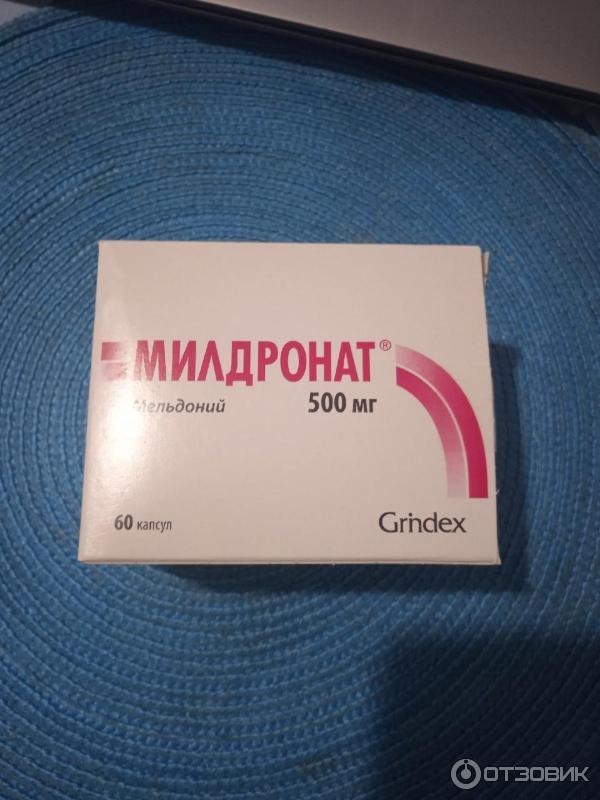 МИЛДРОНАТ®
Мельдоний 500 мг
60 капсул Grindex
ОТЗОВИК